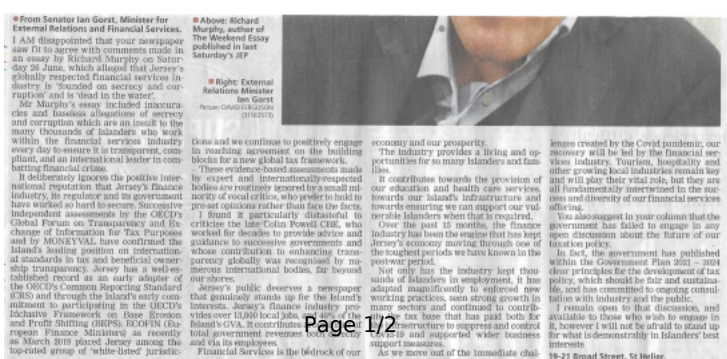 From Senator Ian Gorst, Minister for
External Relations and Financial Services.
I AM disappointed that your newspaper
saw fit to agree with comments made in
an essay by Richard Murphy on Satur-
day 26 June, which alleged that Jersey's
globally respected financial services in-
dustry is 'founded on secrecy and cor-
ruption' and is 'dead in the water'.
Mr Murphy's essay included inaccura-
cies and baseless allegations of secrecy
and corruption which are an insult to the
many thousands of Islanders who work
within the financial services industry
every day to ensure it is transparent, com-
pliant, and an international leader in com-
batting financial crime.
It deliberately ignores the positive inter-
national reputation that Jersey's finance
industry, its regulator and its government
have worked so hard to secure. Successive
independent assessments by the OECD's
Global Forum on Transparency and Ex-
change of Information for Tax Purposes
and by MONEYVAL, have confirmed the
Island's leading position on internation-
al standards in tax and beneficial owner-
ship transparency. Jersey has a well-es-
tablished record as an early adopter of
the OECD's Common Reporting Standard
(CRS) and through the Island's early com-
mitment to participating in the OECD's
Inclusive Framework on Base Erosion
and Profit Shifting (BEPS). ECOFIN (Eu-
ropean Finance Ministers) as recently
as March 2019 placed Jersey among the
top-rated group of 'white-listed' jurisdic-
Above: Richard
Murphy, author of
The Weekend Essay
published in last
Saturday's JEP
Right: External
Relations Minister
Ian Gorst
Picture: DAVID FERGUSON
tions and we continue to positively engage
in reaching agreement on the building
blocks for a new global tax framework.
These evidence-based assessments made
by expert and internationally-respected
bodies are routinely ignored by a small mi-
nority of vocal critics, who prefer to hold to
pre-set opinions rather than face the facts.
I found it particularly distasteful to
criticise the late Colin Powell CBE, who
worked for decades to provide advice and
guidance to successive governments and
whose contribution to enhancing trans-
parency globally was recognised by nu-
merous international bodies, far beyond
our shores.
Jersey's public deserves a newspaper
that genuinely stands up for the Island's
interests. Jersey's finance industry pro-
vides over 13,000 local jobs, and 40% of the
Island's GVA. It contributes
total government revenues both
and via its employees.
Financial Services is the bedrock of our
economy and our prosperity.
The industry provides a living and op-
portunities for so many Islanders and fam-
ilies.
It contributes towards the provision of
our education and health care services,
towards our Island's infrastructure and
towards ensuring we can support our vul-
nerable Islanders when that is required.
Over the past 15 months, the finance
industry has been the engine that has kept
Jersey's economy moving through one of
the toughest periods we have known in the
post-war period.
Not only has the industry kept thou-
sands of Islanders in employment, it has
adapted magnificently to enforced new
working practices, seen strong growth in
many sectors and continued to contrib-
tax base that has paid both for
infrastructure to suppress and control
and supported wider business
support measures.
As we move out of the immediate chal-
lenges created by the Covid pandemic, our
recovery will be led by the financial ser-
vices industry. Tourism, hospitality and
other growing local industries remain key
and will play their vital role, but they are
all fundamentally intertwined in the suc-
cess and diversity of our financial services
offering.
You also suggest in your column that the
government has failed to engage in any
open discussion about the future of our
taxation policy.
In fact, the government has published
within the Government Plan 2021 – 2024
clear principles for the development of tax
policy, which should be fair and sustaina-
ble, and has committed to ongoing consul-
tation with industry and the public.
I remain open to that discussion, and
available to those who wish to engage in
it, however I will not be afraid to stand up
for what is demonstrably in Islanders' best
interests.
19-21 Broad Street, St Helier.
Page 1/2